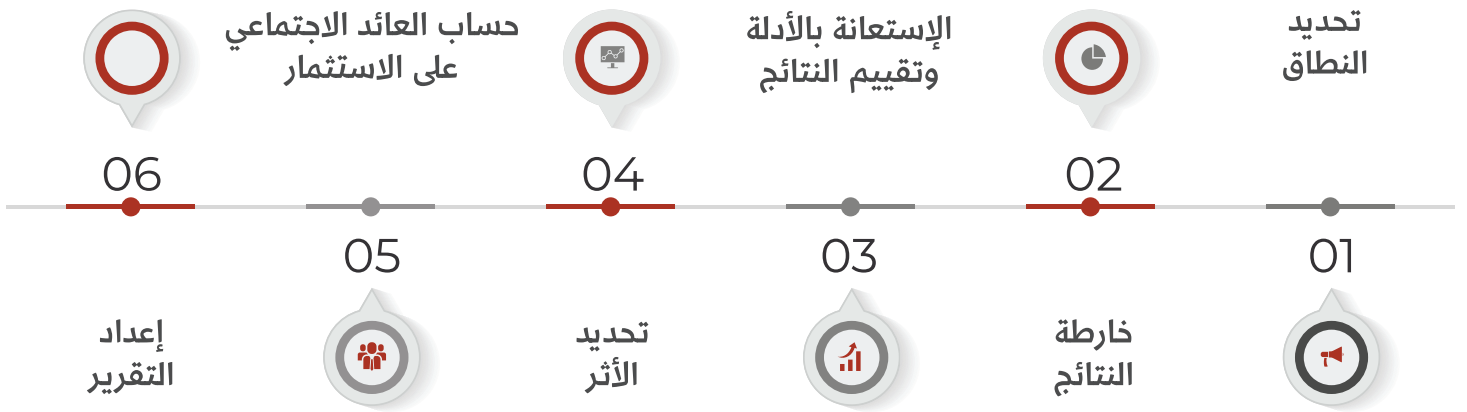 تحديد
النطاق
01
02
خارطة
النتائج
الإستعانة بالأدلة
وتقييم النتائج
03
04
تحديد
الأثر
حساب العائد الاجتماعي
على الاستثمار
05
06
إعداد
التقرير